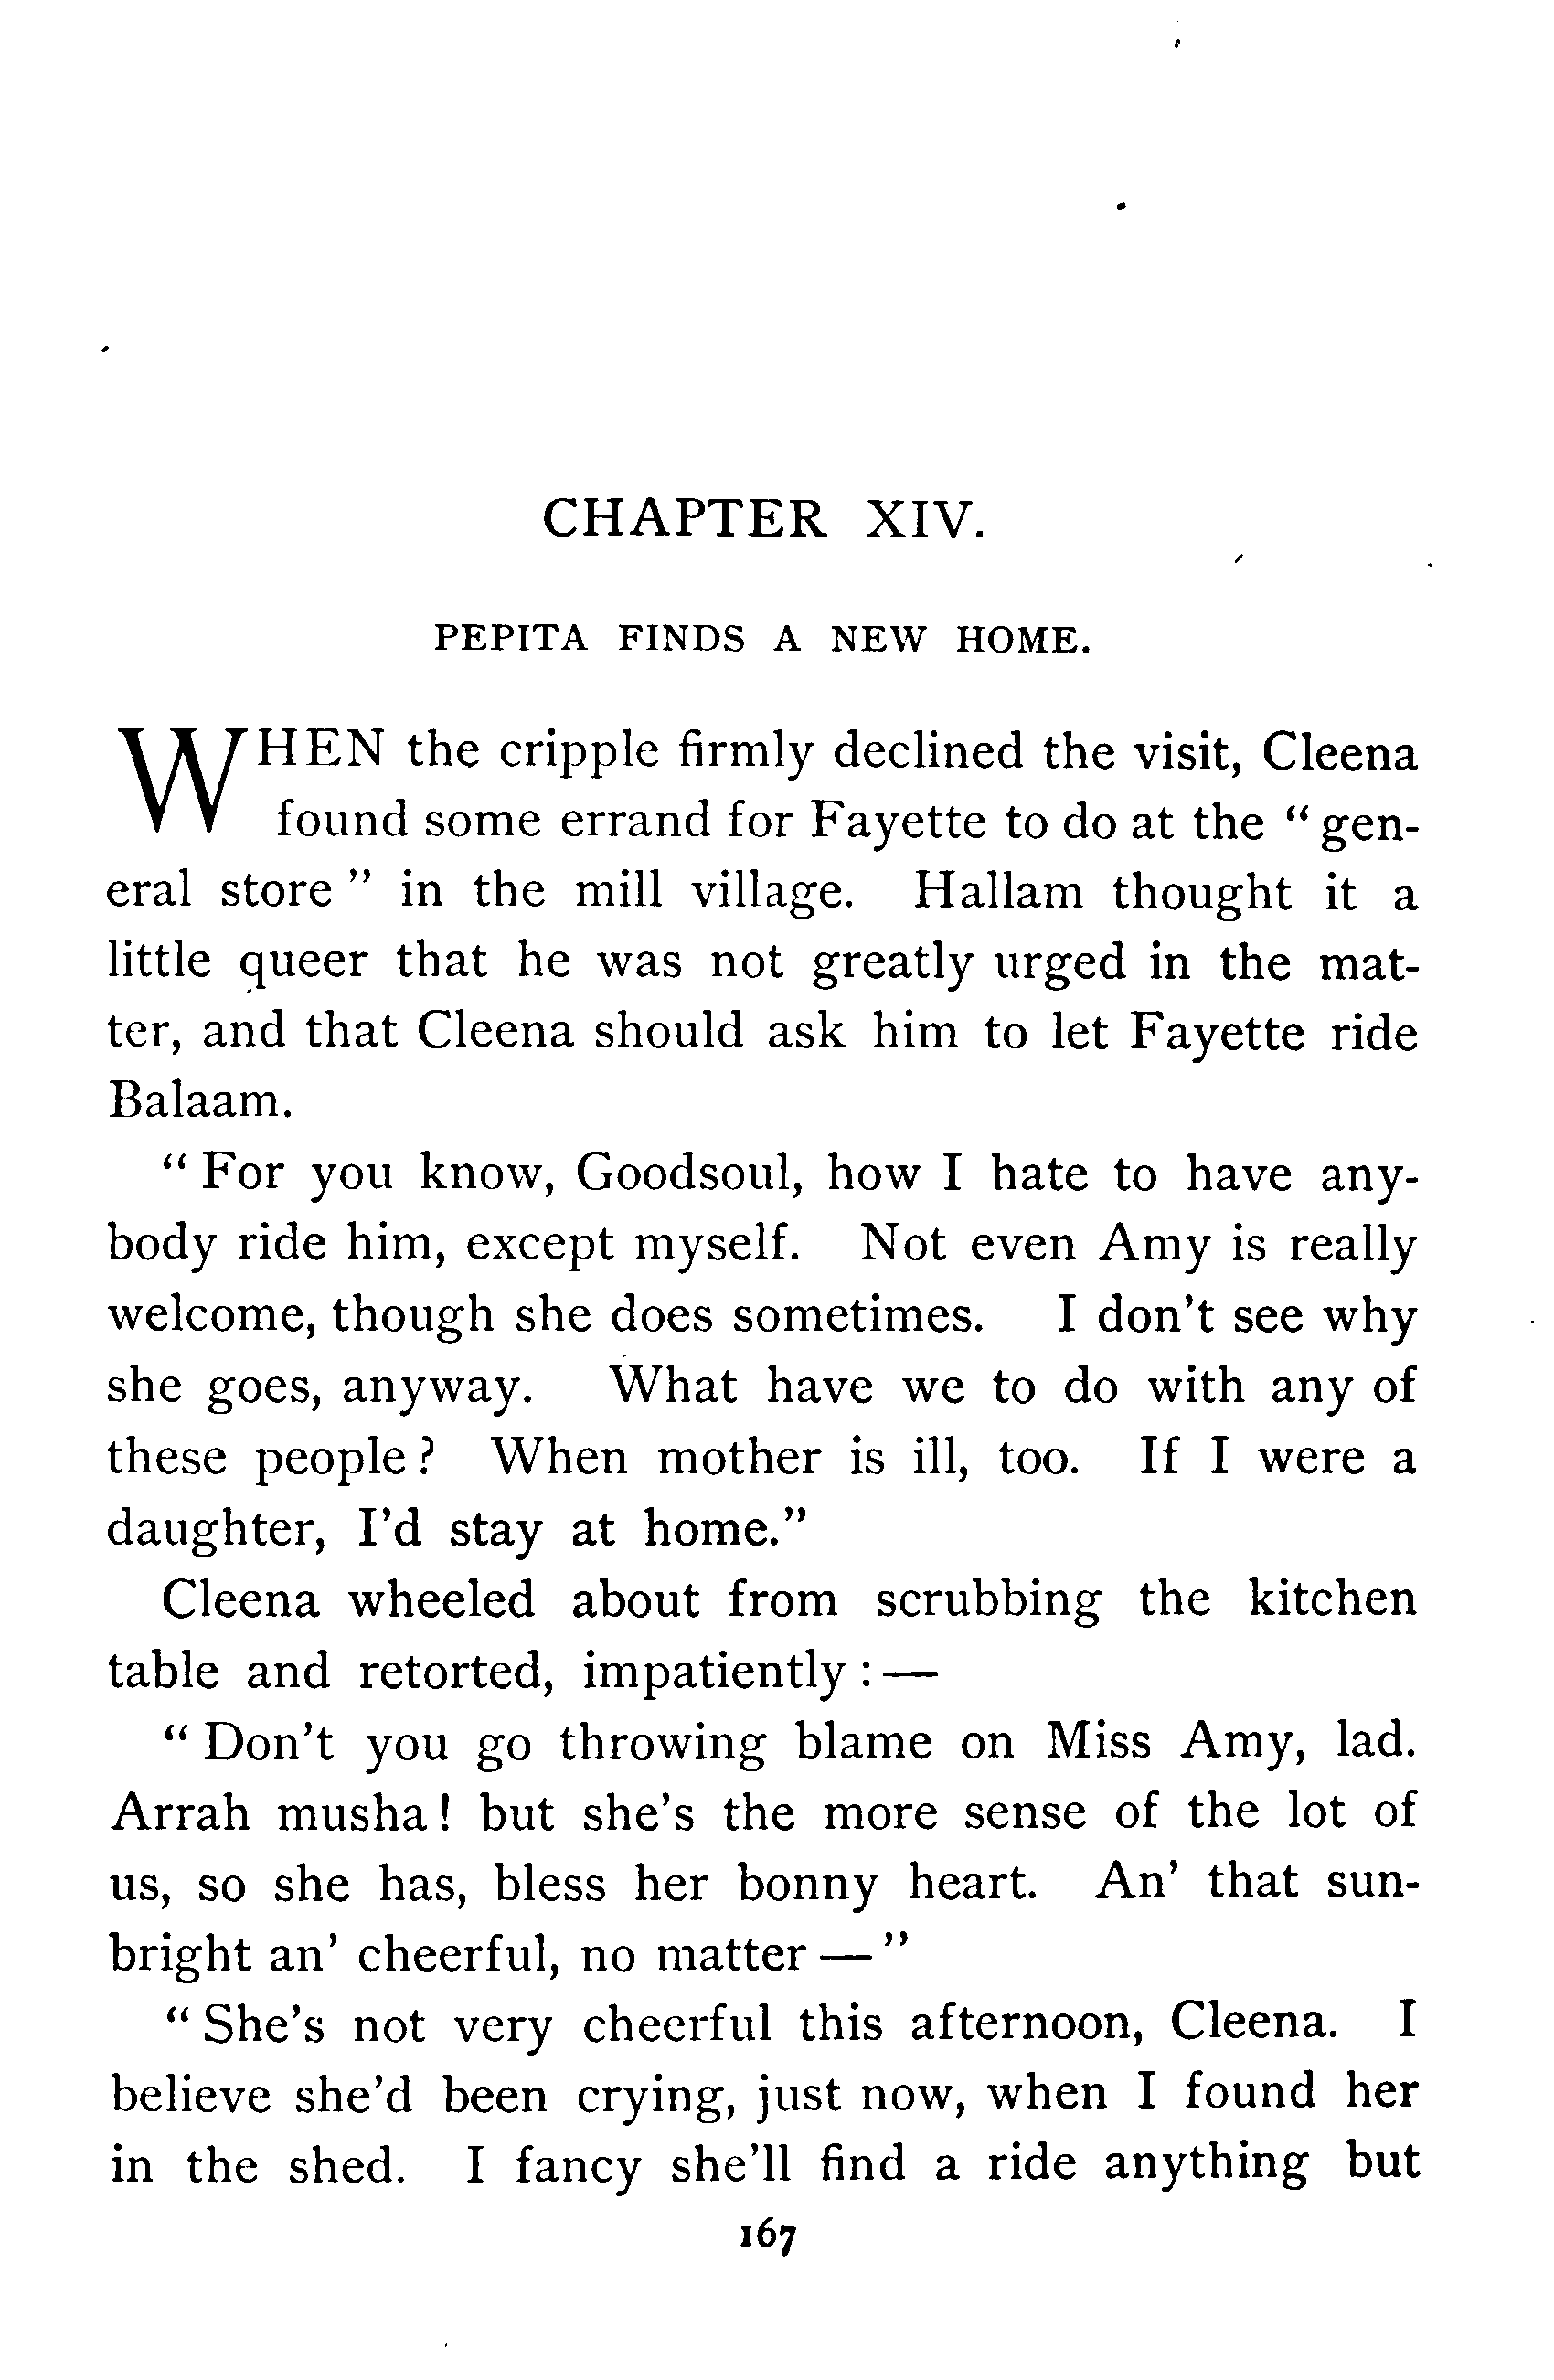 CHAPTER XIV.
PEPITA FINDS A NEW HOME.
WHEN the cripple firmly declined the visit, Cleena
found some errand for Fayette to do at the “ gen-
eral store ” in the mill village. Hallam thought it a
little queer that he was not greatly urged in the mat-
ter, and that Cleena should ask him to let Fayette ride
Balaam.
“ For you know, Goodsoul, how I hate to have any-
body ride him, except myself. Not even Amy is really
welcome, though she does sometimes. I don’t see why
she goes, anyway. What have we to do with any of
these people ? When mother is ill, too. If I were a
daughter, I’d stay at home.”
Cleena wheeled about from scrubbing the kitchen
table and retorted, impatiently : —
“ Don’t you go throwing blame on Miss Amy, lad.
Arrah musha ! but she’s the more sense of the lot of
us, so she has, bless her bonny heart. An’ that sun-
bright an’ cheerful, no matter — ”
“ She’s not very cheerful this afternoon, Cleena. I
believe she’d been crying, just now, when I found her
in the shed. I fancy she’ll find a ride anything but
167